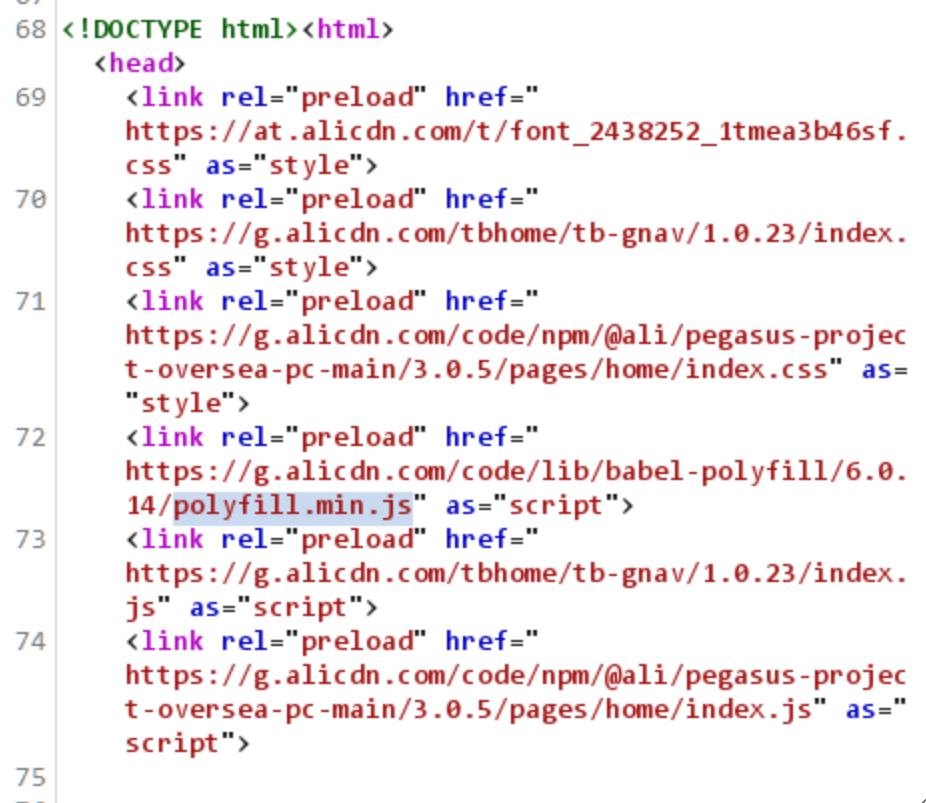 68 <!DOCTYPE html><html>
<head>
69 <link rel="preload" href="
https://at.alicdn.com/t/font_2438252_1tmea3b46sf.
css" as="style">
70 <link rel="preload" href="
https://g.alicdn.com/tbhome/tb-gnav/1.0.23/index.
css" as="style">
71 <link rel="preload" href="
https://g.alicdn.com/code/npm/@ali/pegasus-projec
t-oversea-pc-main/3.0.5/pages/home/index.css" as=
"style">
72 <link rel="preload" href="
https://g.alicdn.com/code/lib/babel-polyfill/6.0.
14/polyfill.min.js" as="script">
73 <link rel="preload" href="
https://g.alicdn.com/tbhome/tb-gnav/1.0.23/index.
js" as="script">
74 <link rel="preload" href="
https://g.alicdn.com/code/npm/@ali/pegasus-projec
t-oversea-pc-main/3.0.5/pages/home/index.js" as="
script">
75